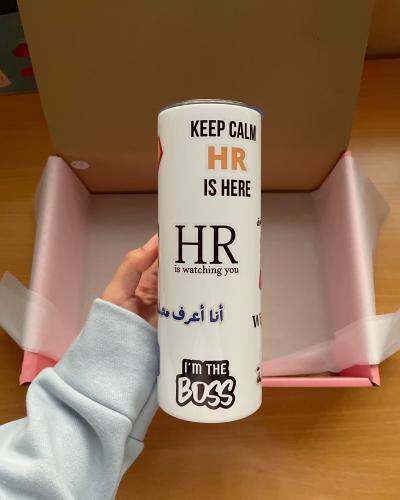 KEEP CALM
HR
IS HERE
HR
is watching you
أنا أعرف
I'M THE
BOSS